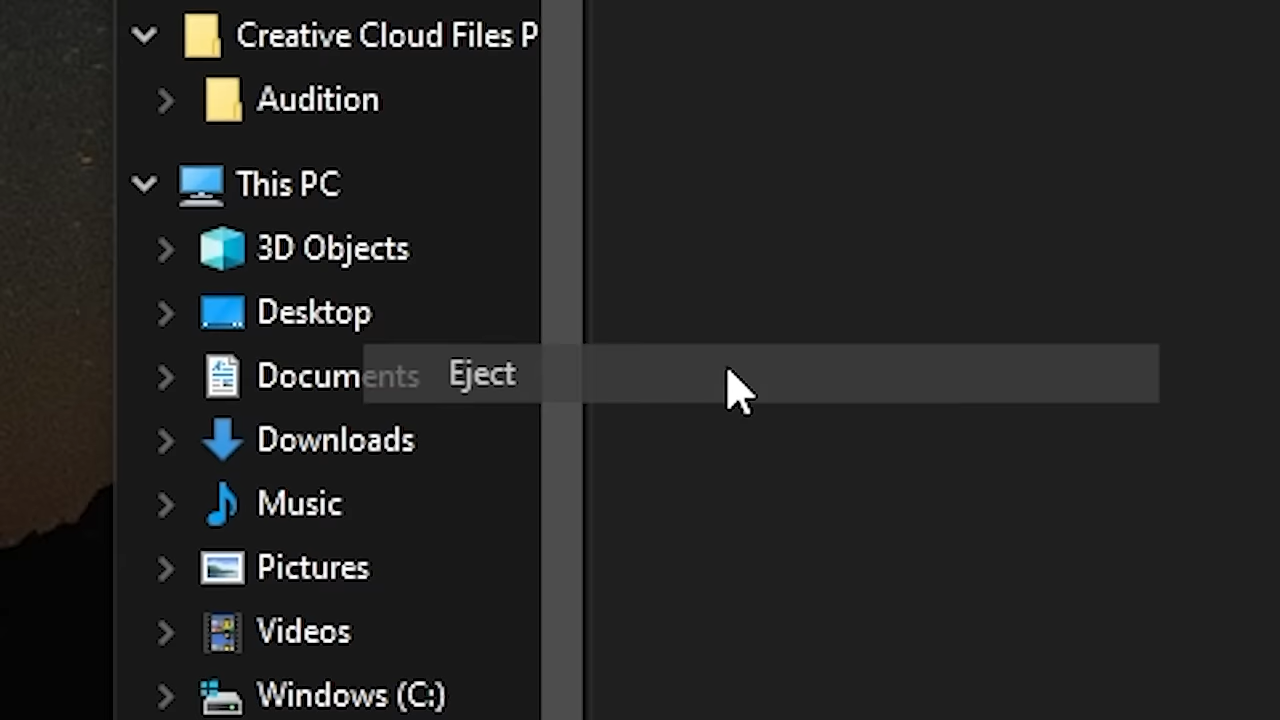 Creative Cloud Files P
Audition
This PC
3D Objects
Desktop
Documents
Eject
Downloads
Music
Pictures
Videos
Windows (C:)